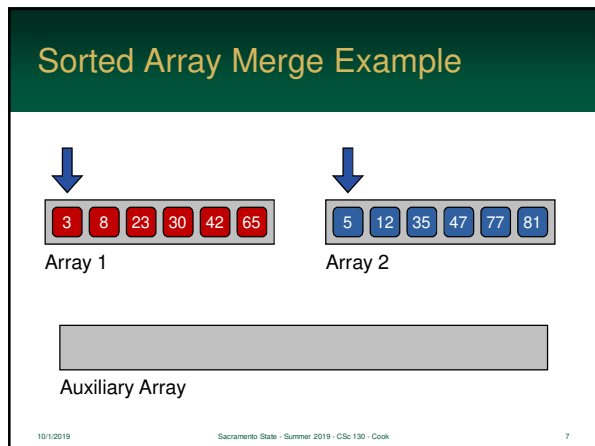 Sorted Array Merge Example
3 8 23 30 42 65
5 12 35 47 77 81
Array 1
Array 2
Auxiliary Array
10/1/2019
Sacramento State - Summer 2019 - CSc 130 - Cook
7